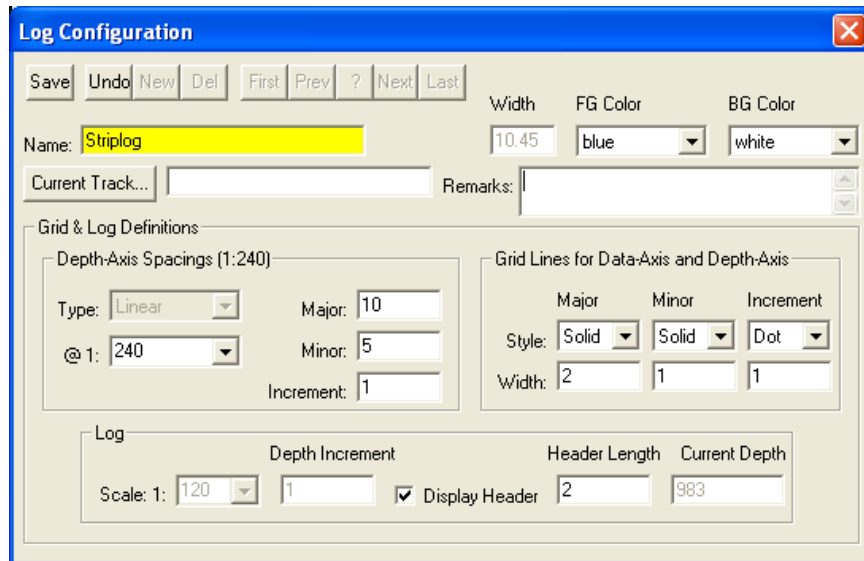 Log Configuration
Save Undo New Del First Prev ? Next Last
Width FG Color BG Color
Name: Striplog 10.45 blue white
Current Track... Remarks:
Grid & Log Definitions
Depth-Axis Spacings (1:240) Grid Lines for Data-Axis and Depth-Axis
Major Minor Increment
Type: Linear Major: 10
Style: Solid Solid Dot
@ 1: 240 Minor: 5
Width: 2 1 1
Increment: 1
Log
Depth Increment Header Length Current Depth
Scale: 1: 120 1 Display Header 2 983